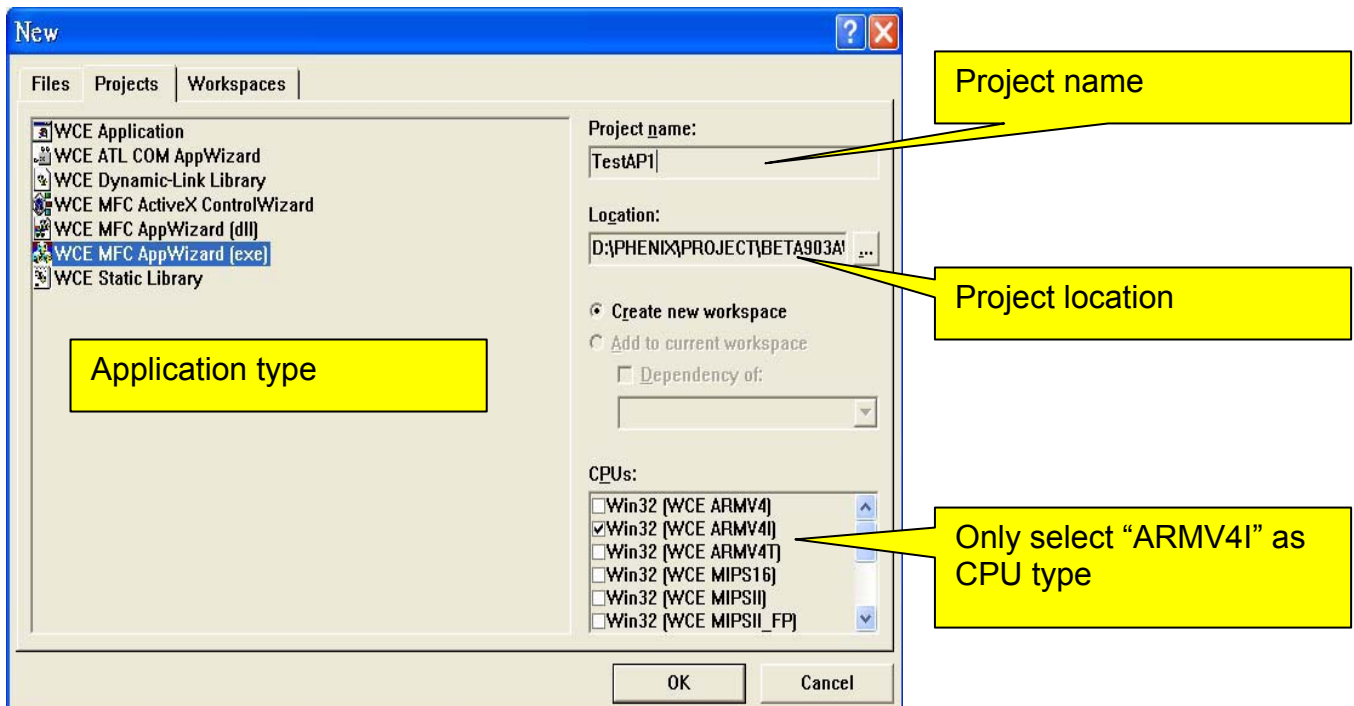 New
Files Projects Workspaces
WCE Application
WCE ATL COM AppWizard
WCE Dynamic-Link Library
WCE MFC ActiveX ControlWizard
WCE MFC AppWizard (dll)
WCE MFC AppWizard (exe)
WCE Static Library
Application type
Project name:
TestAP1
Location:
D:\PHENIX\PROJECT\BETA903A\ ...
Create new workspace
Add to current workspace
Dependency of:
CPUs:
Win32 (WCE ARMV4)
Win32 (WCE ARMV4I)
Win32 (WCE ARMV4T)
Win32 (WCE MIPS16)
Win32 (WCE MIPSII)
Win32 (WCE MIPSII_FP)
OK Cancel
Project name
Project location
Only select “ARMV4I” as
CPU type